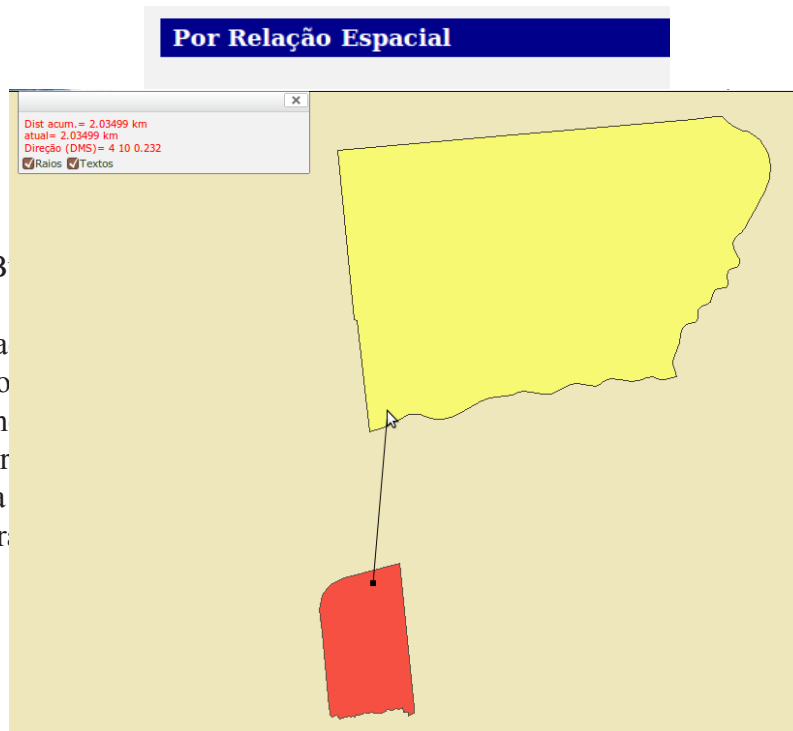 Por Relação Espacial
Dist acum.= 2.03499 km
atual= 2.03499 km
Direção (DMS)= 4 10 0.232
Raios Textos